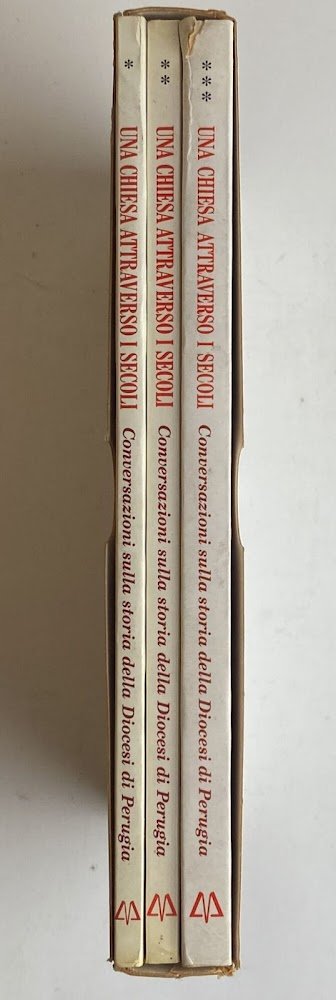 * UNA CHIESA ATTRAVERSO I SECOLI Conversazioni sulla storia della Diocesi di Perugia
** UNA CHIESA ATTRAVERSO I SECOLI Conversazioni sulla storia della Diocesi di Perugia
*** UNA CHIESA ATTRAVERSO I SECOLI Conversazioni sulla storia della Diocesi di Perugia